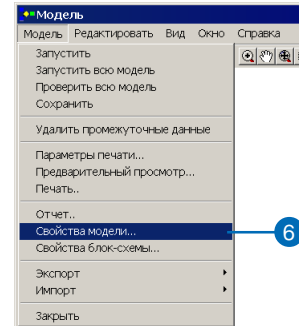 Модель
Модель Редактировать Вид Окно Справка
Запустить
Запустить всю модель
Проверить всю модель
Сохранить
Удалить промежуточные данные
Параметры печати...
Предварительный просмотр...
Печать..
Отчет..
Свойства модели...
6
Свойства блок-схемы...
Экспорт
Импорт
Закрыть